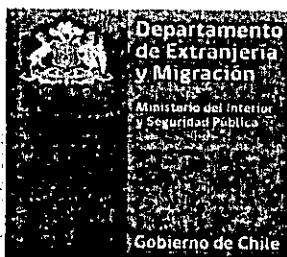 Departamento
de Extranjería
y Migración
Ministerio del Interior
y Seguridad Pública
Gobierno de Chile